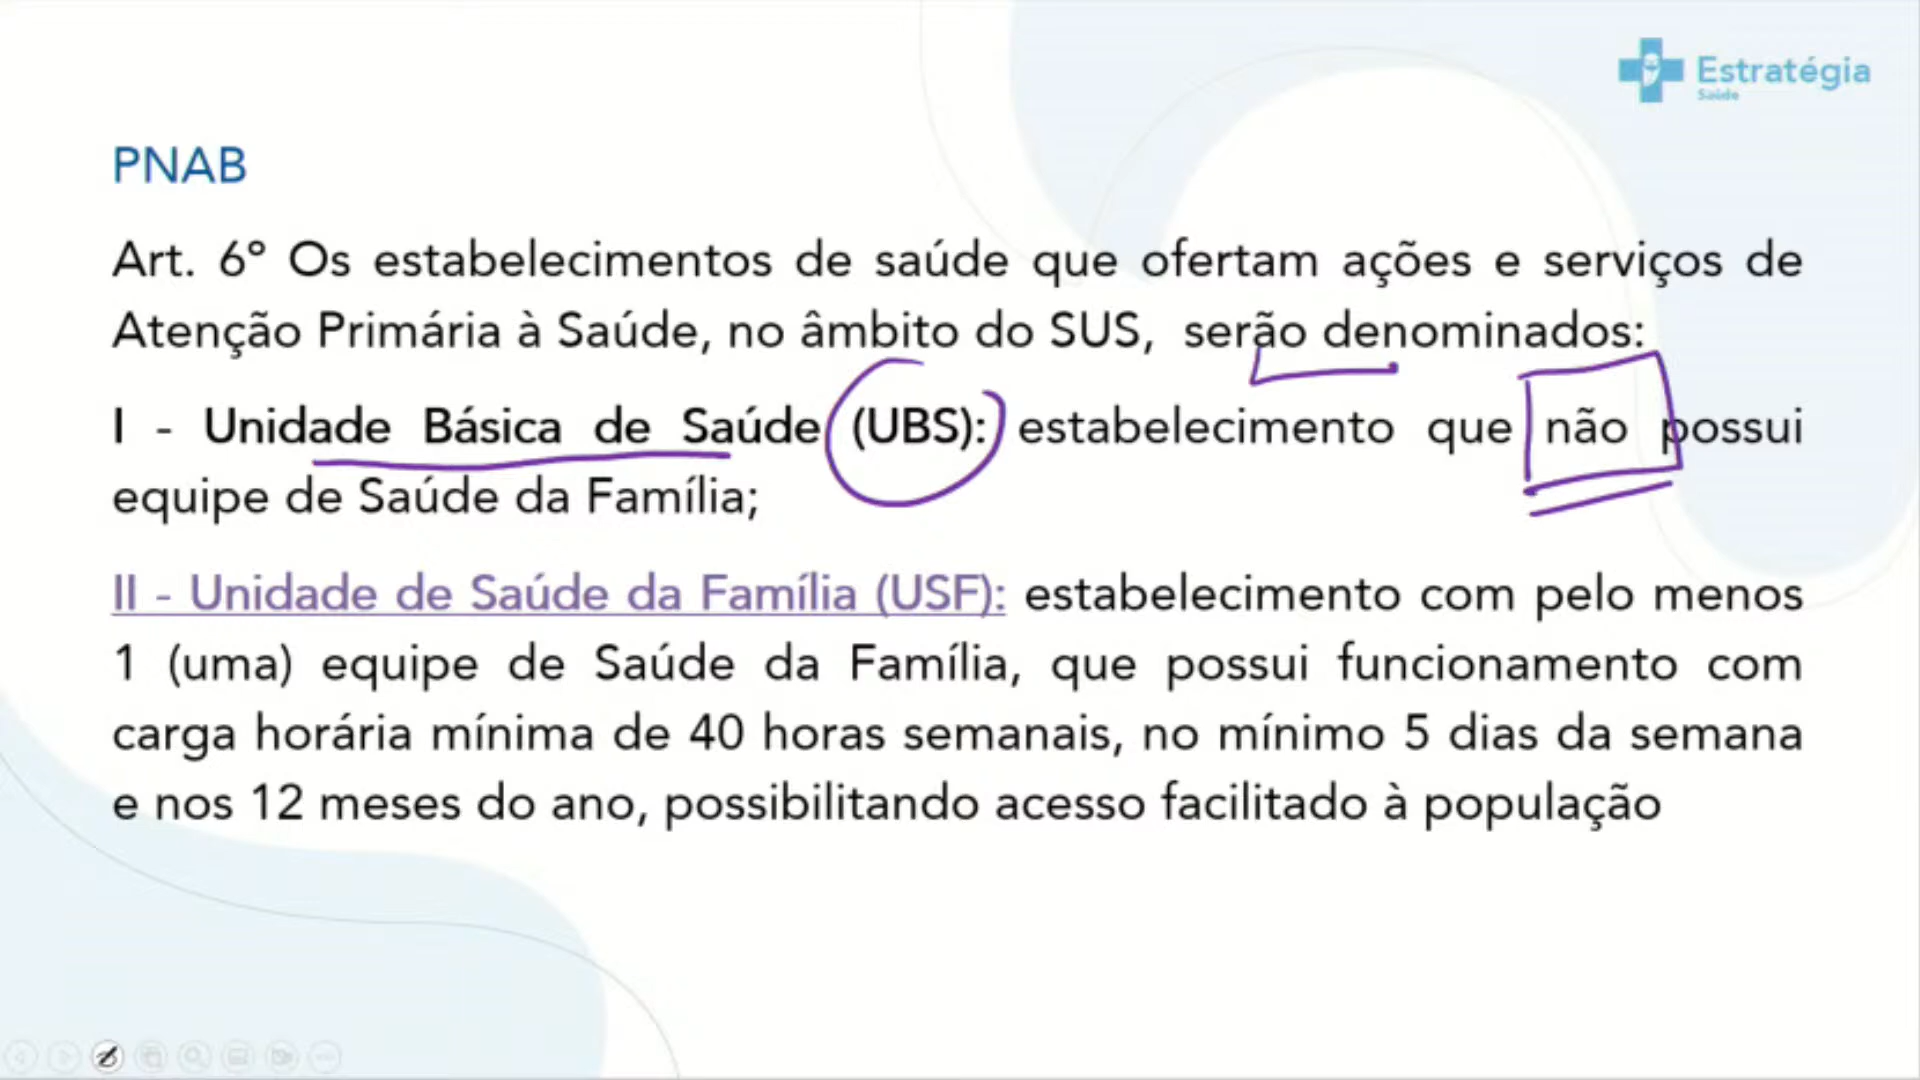 Estratégia
Saúde
PNAB
Art. 6º Os estabelecimentos de saúde que ofertam ações e serviços de
Atenção Primária à Saúde, no âmbito do SUS, serão denominados:
I - Unidade Básica de Saúde (UBS): estabelecimento que não possui
equipe de Saúde da Família;
II - Unidade de Saúde da Família (USF): estabelecimento com pelo menos
1 (uma) equipe de Saúde da Família, que possui funcionamento com
carga horária mínima de 40 horas semanais, no mínimo 5 dias da semana
e nos 12 meses do ano, possibilitando acesso facilitado à população